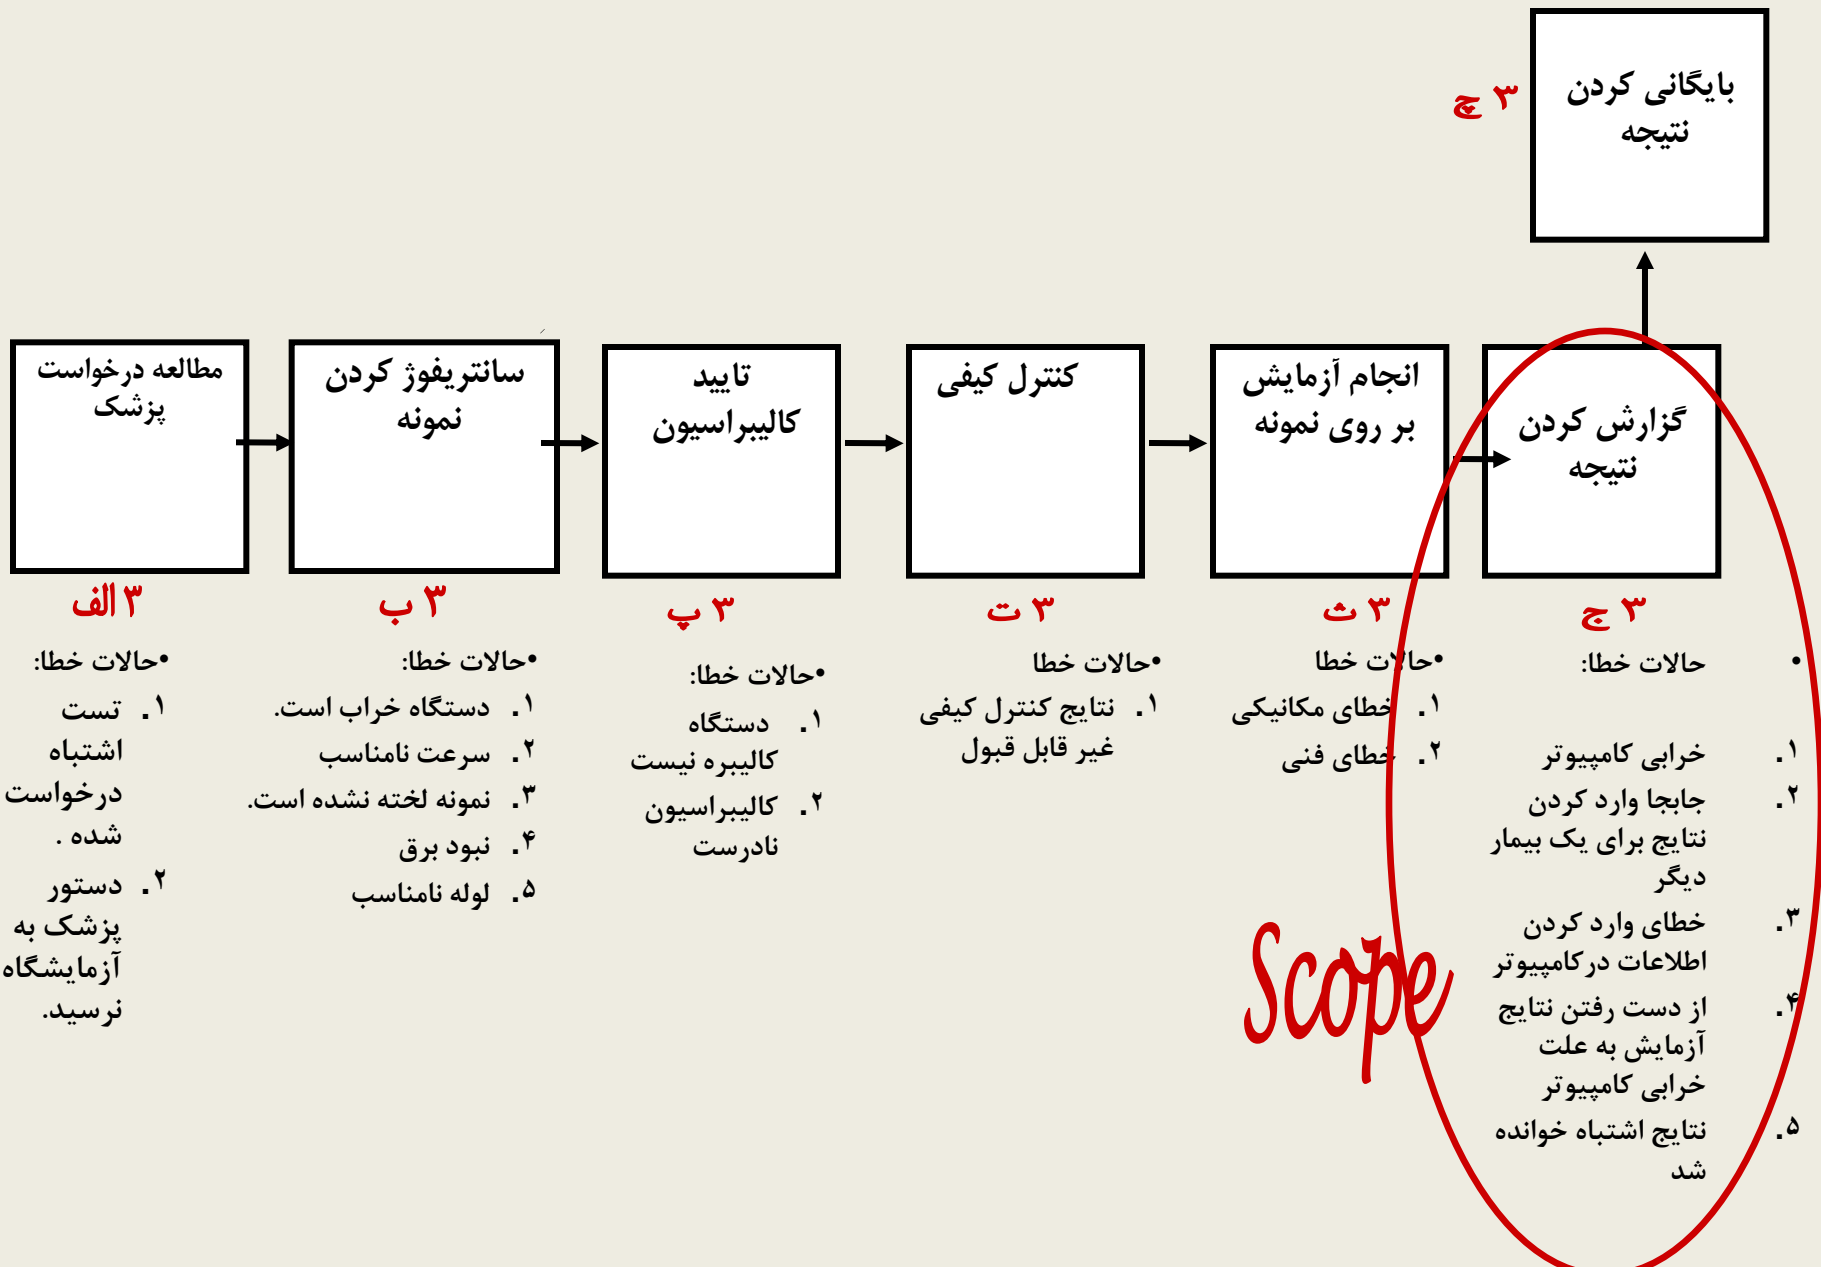 بایگانی کردن
نتیجه
۳ چ
مطالعه درخواست
پزشک
۳ الف
•حالات خطا:
۱. تست
اشتباه
درخواست
شده .
۲. دستور
پزشک به
آزمایشگاه
نرسید.
سانتریفوژ کردن
نمونه
۳ ب
•حالات خطا:
۱. دستگاه خراب است.
۲. سرعت نامناسب
۳. نمونه لخته نشده است.
۴. نبود برق
۵. لوله نامناسب
تایید
کالیبراسیون
۳ پ
•حالات خطا:
۱. دستگاه
کالیبره نیست
۲. کالیبراسیون
نادرست
کنترل کیفی
۳ ت
•حالات خطا
۱. نتایج کنترل کیفی
غیر قابل قبول
انجام آزمایش
بر روی نمونه
۳ ث
•حالات خطا
۱. خطای مکانیکی
۲. خطای فنی
گزارش کردن
نتیجه
۳ ج
• حالات خطا:
۱. خرابی کامپیوتر
۲. جابجا وارد کردن
نتایج برای یک بیمار
دیگر
۳. خطای وارد کردن
اطلاعات درکامپیوتر
۴. از دست رفتن نتایج
آزمایش به علت
خرابی کامپیوتر
۵. نتایج اشتباه خوانده
شد
Scope